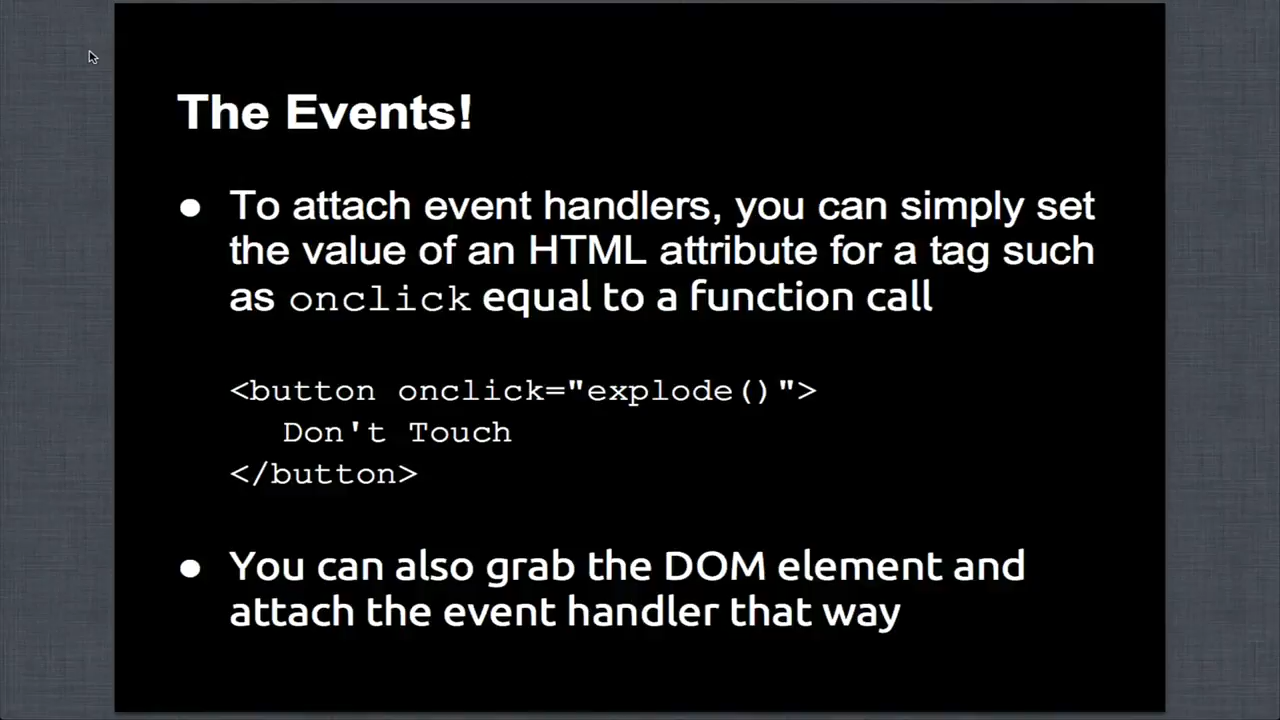 The Events!
● To attach event handlers, you can simply set
the value of an HTML attribute for a tag such
as onclick equal to a function call
<button onclick="explode()">
Don't Touch
</button>
● You can also grab the DOM element and
attach the event handler that way